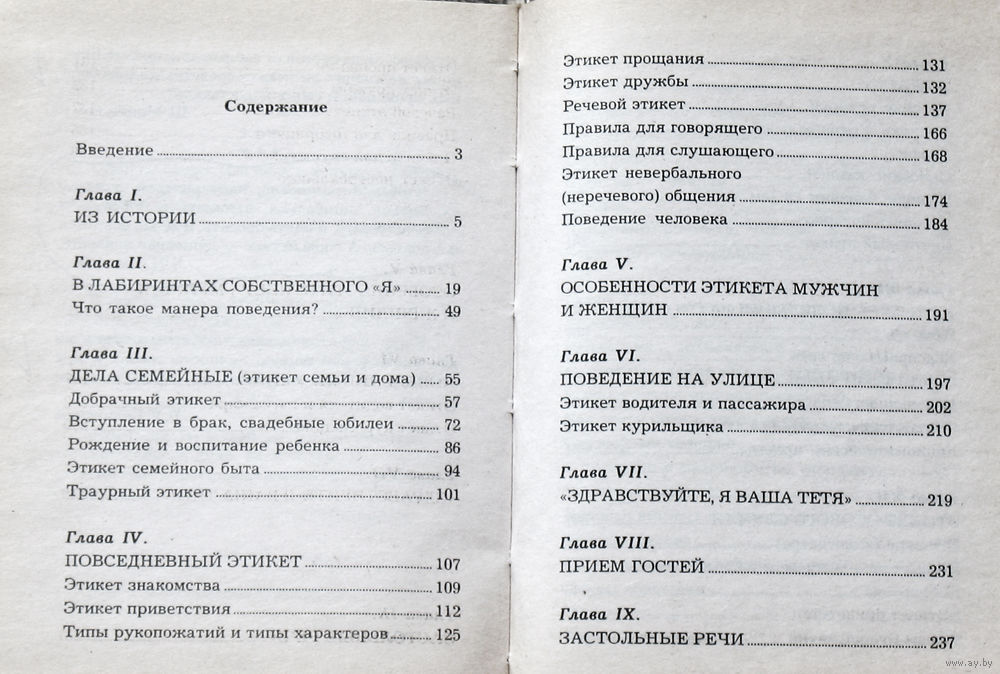 Содержание
Введение 3
Глава I.
ИЗ ИСТОРИИ 5
Глава II.
В ЛАБИРИНТАХ СОБСТВЕННОГО «Я» 19
Что такое манера поведения? 49
Глава III.
ДЕЛА СЕМЕЙНЫЕ (этикет семьи и дома) 55
Добрачный этикет 57
Вступление в брак, свадебные юбилеи 72
Рождение и воспитание ребенка 86
Этикет семейного быта 94
Траурный этикет 101
Глава IV.
ПОВСЕДНЕВНЫЙ ЭТИКЕТ 107
Этикет знакомства 109
Этикет приветствия 112
Типы рукопожатий и типы характеров 125
Этикет прощания 131
Этикет дружбы 132
Речевой этикет 137
Правила для говорящего 166
Правила для слушающего 168
Этикет невербального
(неречевого) общения 174
Поведение человека 184
Глава V.
ОСОБЕННОСТИ ЭТИКЕТА МУЖЧИН
И ЖЕНЩИН 191
Глава VI.
ПОВЕДЕНИЕ НА УЛИЦЕ 197
Этикет водителя и пассажира 202
Этикет курильщика 210
Глава VII.
«ЗДРАВСТВУЙТЕ, Я ВАША ТЕТЯ» 219
Глава VIII.
ПРИЕМ ГОСТЕЙ 231
Глава IX.
ЗАСТОЛЬНЫЕ РЕЧИ 237
www.ay.by